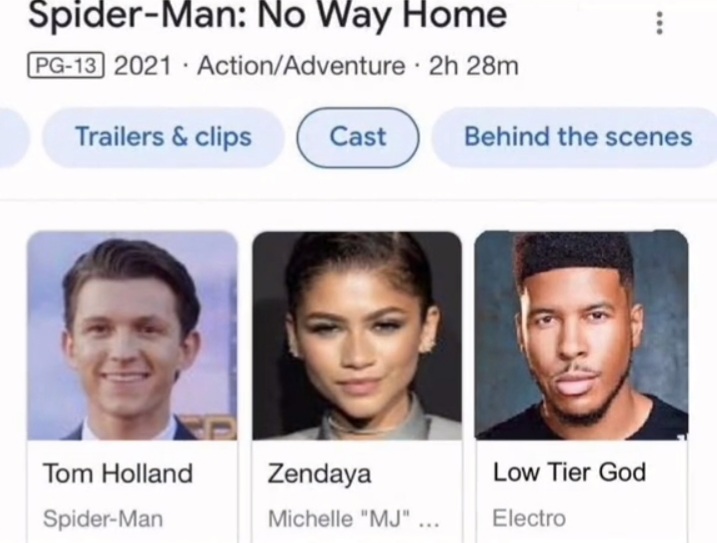 Spider-Man: No Way Home
PG-13 2021 · Action/Adventure · 2h 28m
Trailers & clips Cast Behind the scenes
Tom Holland Zendaya Low Tier God
Spider-Man Michelle "MJ" ... Electro